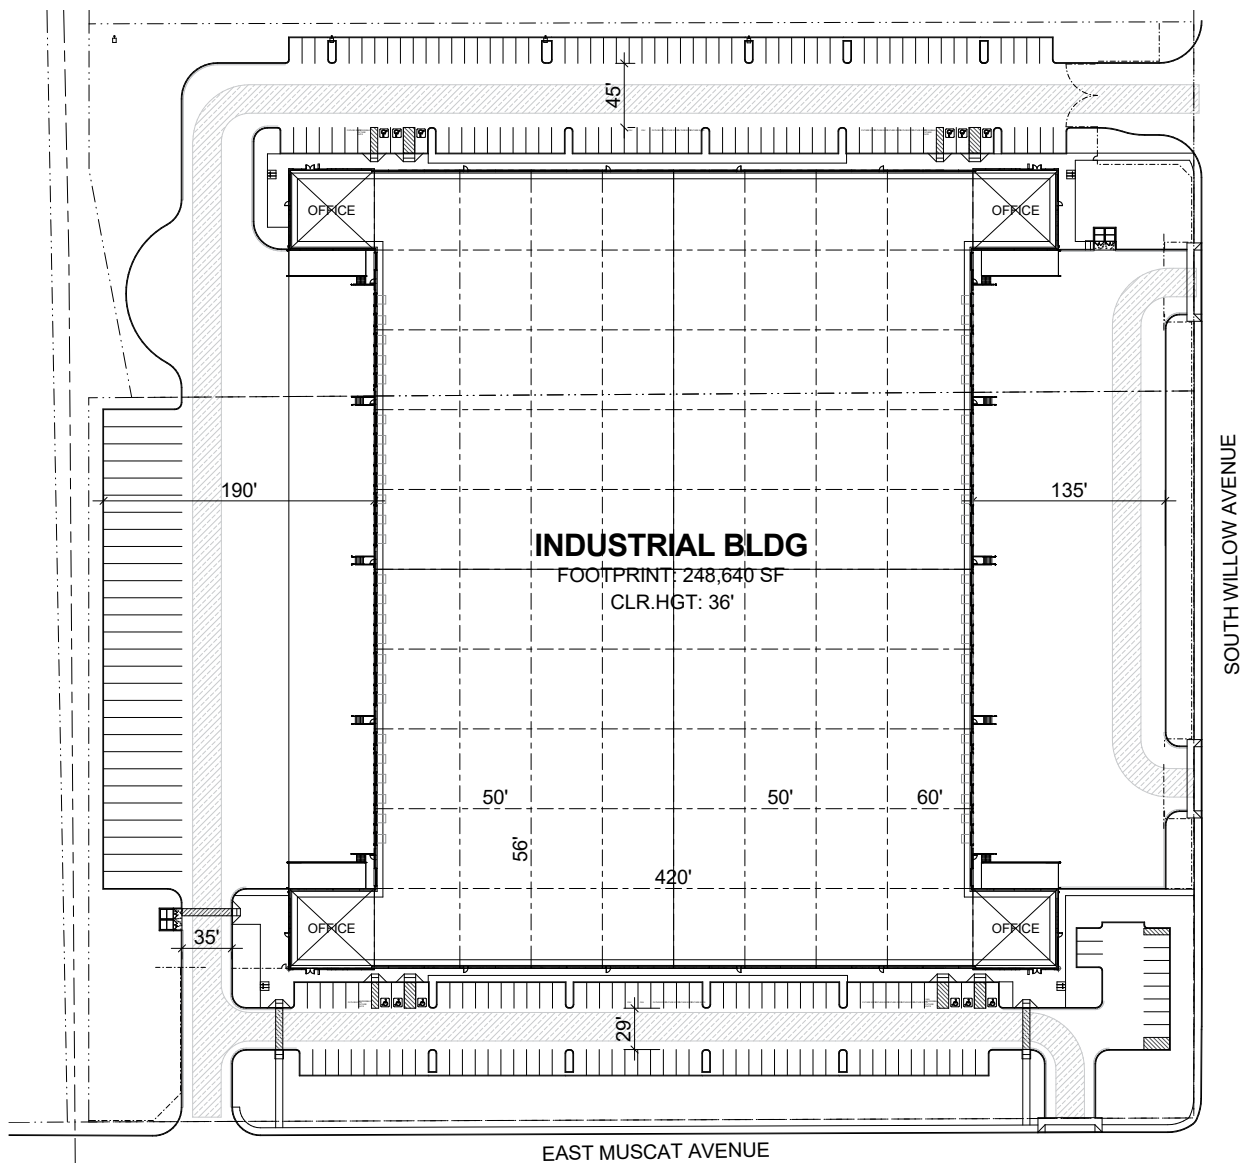 45'
OFFICE
OFFICE
190'
135'
SOUTH WILLOW AVENUE
INDUSTRIAL BLDG
FOOTPRINT: 248,640 SF
CLR.HGT: 36'
50'
50'
60'
56'
420'
OFFICE
OFFICE
35'
29'
EAST MUSCAT AVENUE